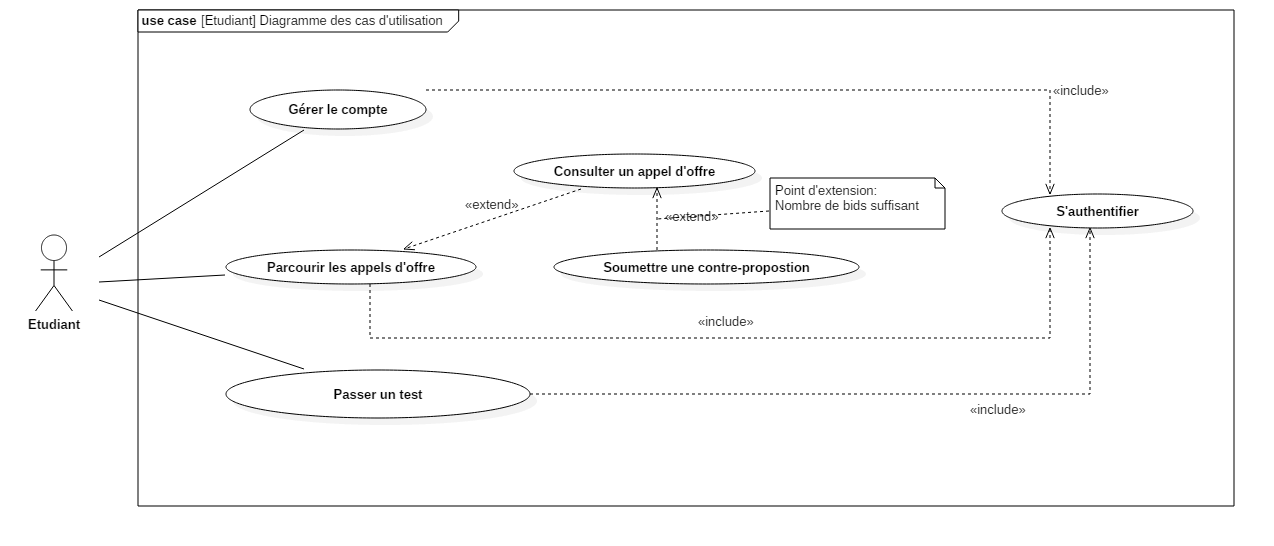 use case [Etudiant] Diagramme des cas d'utilisation
Gérer le compte
«include»
Consulter un appel d'offre
Point d'extension:
Nombre de bids suffisant
«extend»
«extend»
S'authentifier
Parcourir les appels d'offre
Soumettre une contre-propostion
Etudiant
«include»
Passer un test
«include»